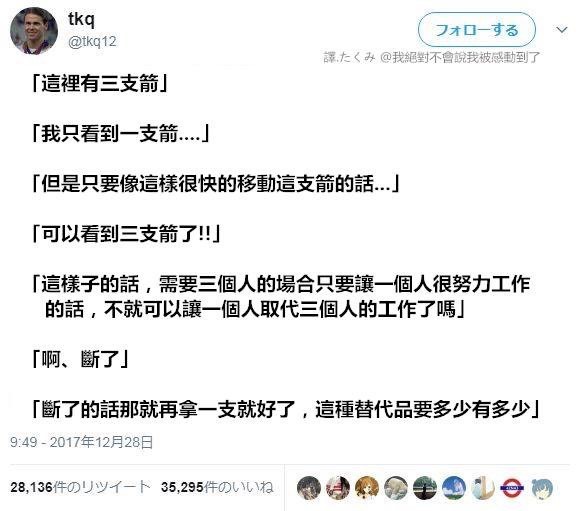 tkq
@tkq12
フォローする
譯.たくみ @我絕對不會說我被感動到了
「這裡有三支箭」
「我只看到一支箭....」
「但是只要像這樣很快的移動這支箭的話...」
「可以看到三支箭了!!」
「這樣子的話，需要三個人的場合只要讓一個人很努力工作
的話，不就可以讓一個人取代三個人的工作了嗎」
「啊、斷了」
「斷了的話那就再拿一支就好了，這種替代品要多少有多少」
9:49 - 2017年12月28日
28,136件のリツイート 35,295件のいいね